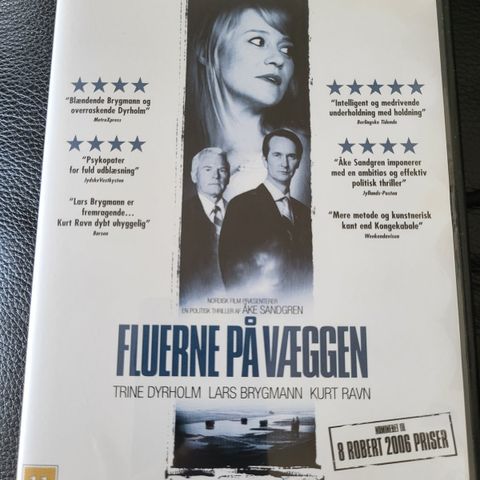 “Blændende Brygmann og
overraskende Dyrholm”
MetroXpress
“Psykopater
for fuld udblæsning”
JydskeVestkysten
“Lars Brygmann er
fremragende...
Kurt Ravn dybt uhyggelig”
Børsen
“Intelligent og medrivende
underholdning med holdning”
Berlingske Tidende
“Åke Sandgren imponerer
med en ambitiøs og effektiv
politisk thriller”
Jyllands-Posten
“Mere metode og kunstnerisk
kant end Kongekabale”
Weekendavisen
NORDISK FILM PRÆSENTERER
EN POLITISK THRILLER AF ÅKE SANDGREN
FLUERNE PÅ VÆGGEN
TRINE DYRHOLM LARS BRYGMANN KURT RAVN
NOMINERET TIL
8 ROBERT 2006 PRISER